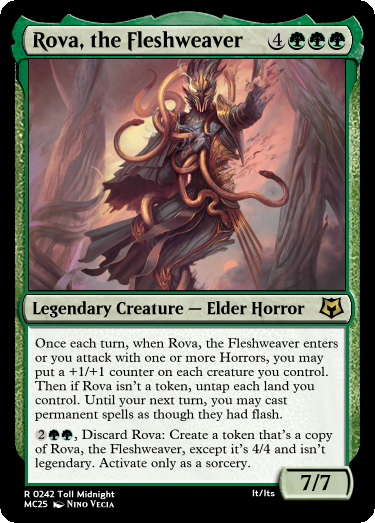 Rova, the Fleshweaver 4
Legendary Creature — Elder Horror
Once each turn, when Rova, the Fleshweaver enters
or you attack with one or more Horrors, you may
put a +1/+1 counter on each creature you control.
Then if Rova isn't a token, untap each land you
control. Until your next turn, you may cast
permanent spells as though they had flash.
2, Discard Rova: Create a token that's a copy
of Rova, the Fleshweaver, except it's 4/4 and isn't
legendary. Activate only as a sorcery.
7/7
R 0242 Toll Midnight It/Its
MC25 Nino Vecia